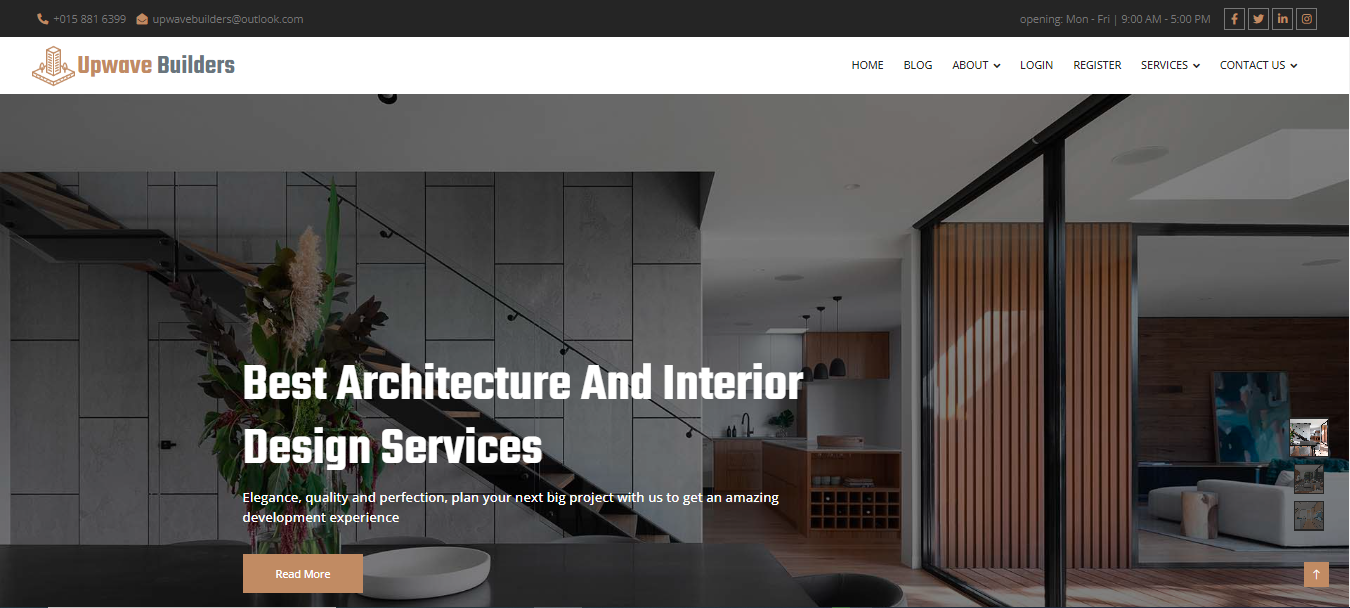 +015 881 6399 upwavebuilders@outlook.com opening: Mon - Fri | 9:00 AM - 5:00 PM
Upwave Builders HOME BLOG ABOUT LOGIN REGISTER SERVICES CONTACT US
Best Architecture And Interior
Design Services
Elegance, quality and perfection, plan your next big project with us to get an amazing
development experience
Read More